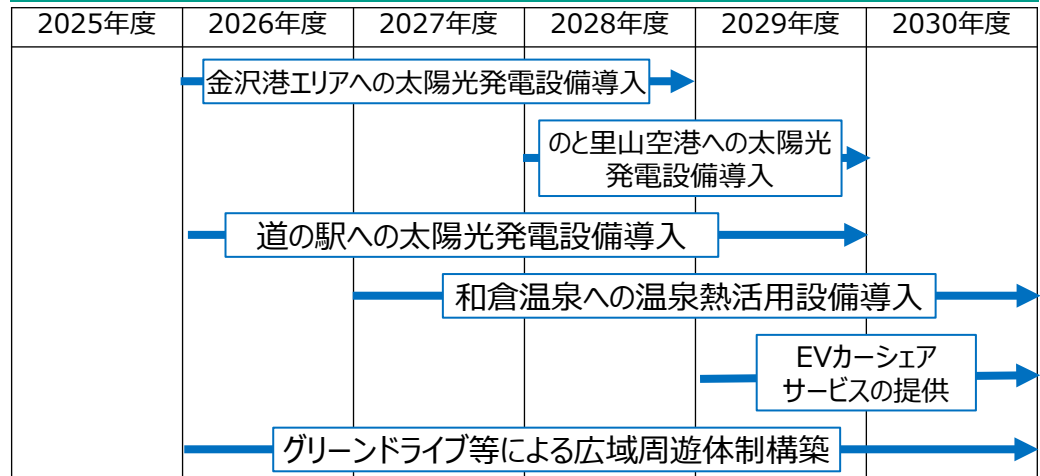 2025年度 2026年度 2027年度 2028年度 2029年度 2030年度
金沢港エリアへの太陽光発電設備導入
のと里山空港への太陽光
発電設備導入
道の駅への太陽光発電設備導入
和倉温泉への温泉熱活用設備導入
EVカーシェア
サービスの提供
グリーンドライブ等による広域周遊体制構築